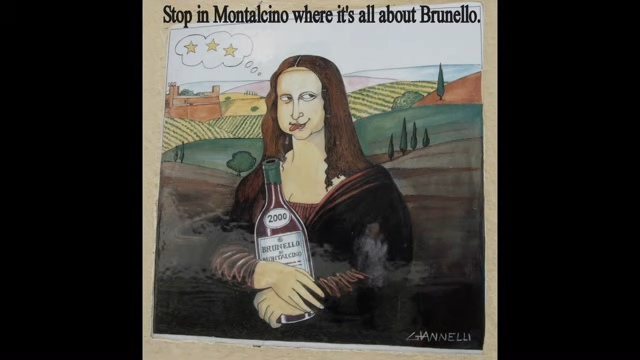 Stop in Montalcino where it's all about Brunello.
2000
BRUNELLO
MONTALCINO
GIANNELLI